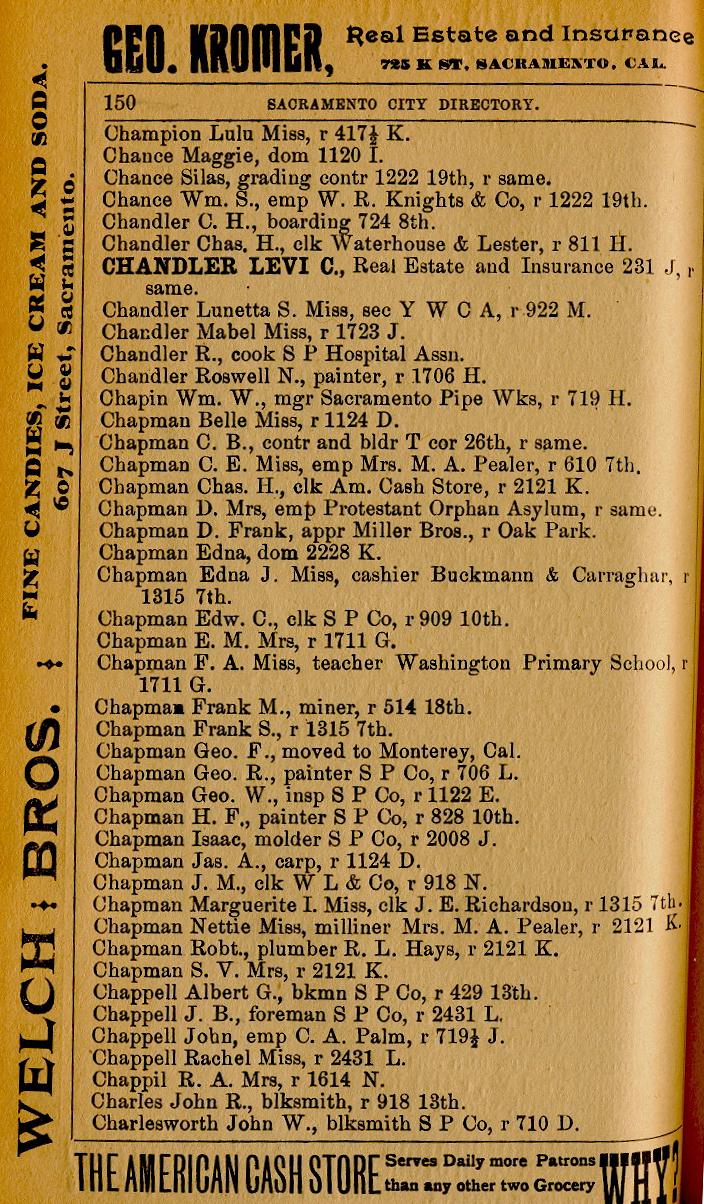 GEO. KROMER, Real Estate and Insurance
725 K ST., SACRAMENTO, CAL.
150 SACRAMENTO CITY DIRECTORY.
Champion Lulu Miss, r 417½ K.
Chance Maggie, dom 1120 I.
Chance Silas, grading contr 1222 19th, r same.
Chance Wm. S., emp W. R. Knights & Co, r 1222 19th.
Chandler C. H., boarding 724 8th.
Chandler Chas. H., clk Waterhouse & Lester, r 811 H.
CHANDLER LEVI C., Real Estate and Insurance 231 J, r
same.
Chandler Lunetta S. Miss, sec Y W C A, r 922 M.
Chandler Mabel Miss, r 1723 J.
Chandler R., cook S P Hospital Assn.
Chandler Roswell N., painter, r 1706 H.
Chapin Wm. W., mgr Sacramento Pipe Wks, r 719 H.
Chapman Belle Miss, r 1124 D.
Chapman C. B., contr and bldr T cor 26th, r same.
Chapman C. E. Miss, emp Mrs. M. A. Pealer, r 610 7th.
Chapman Chas. H., clk Am. Cash Store, r 2121 K.
Chapman D. Mrs, emp Protestant Orphan Asylum, r same.
Chapman D. Frank, appr Miller Bros., r Oak Park.
Chapman Edna, dom 2228 K.
Chapman Edna J. Miss, cashier Buckmann & Carraghar, r
1315 7th.
Chapman Edw. C., clk S P Co, r 909 10th.
Chapman E. M. Mrs, r 1711 G.
Chapman F. A. Miss, teacher Washington Primary School, r
1711 G.
Chapman Frank M., miner, r 514 18th.
Chapman Frank S., r 1315 7th.
Chapman Geo. F., moved to Monterey, Cal.
Chapman Geo. R., painter S P Co, r 706 L.
Chapman Geo. W., insp S P Co, r 1122 E.
Chapman H. F., painter S P Co, r 828 10th.
Chapman Isaac, molder S P Co, r 2008 J.
Chapman Jas. A., carp, r 1124 D.
Chapman J. M., clk W L & Co, r 918 N.
Chapman Marguerite I. Miss, clk J. E. Richardson, r 1315 7th.
Chapman Nettie Miss, milliner Mrs. M. A. Pealer, r 2121 K.
Chapman Robt., plumber R. L. Hays, r 2121 K.
Chapman S. V. Mrs, r 2121 K.
Chappell Albert G., bkmn S P Co, r 429 13th.
Chappell J. B., foreman S P Co, r 2431 L.
Chappell John, emp C. A. Palm, r 719½ J.
Chappell Rachel Miss, r 2431 L.
Chappil R. A. Mrs, r 1614 N.
Charles John R., blksmith, r 918 13th.
Charlesworth John W., blksmith S P Co, r 710 D.
THE AMERICAN CASH STORE Serves Daily more Patrons
than any other two Grocery WHY?
WELCH BROS. FINE CANDIES, ICE CREAM AND SODA.
607 J Street, Sacramento.